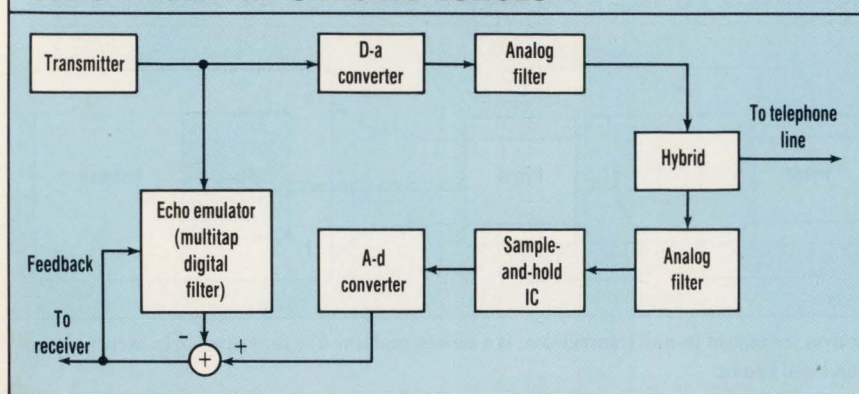 Transmitter
D-a
converter
Analog
filter
To telephone
line
Hybrid
Echo emulator
(multitap
digital
filter)
Feedback
A-d
converter
Sample-
and-hold
IC
Analog
filter
To
receiver
−
+
+